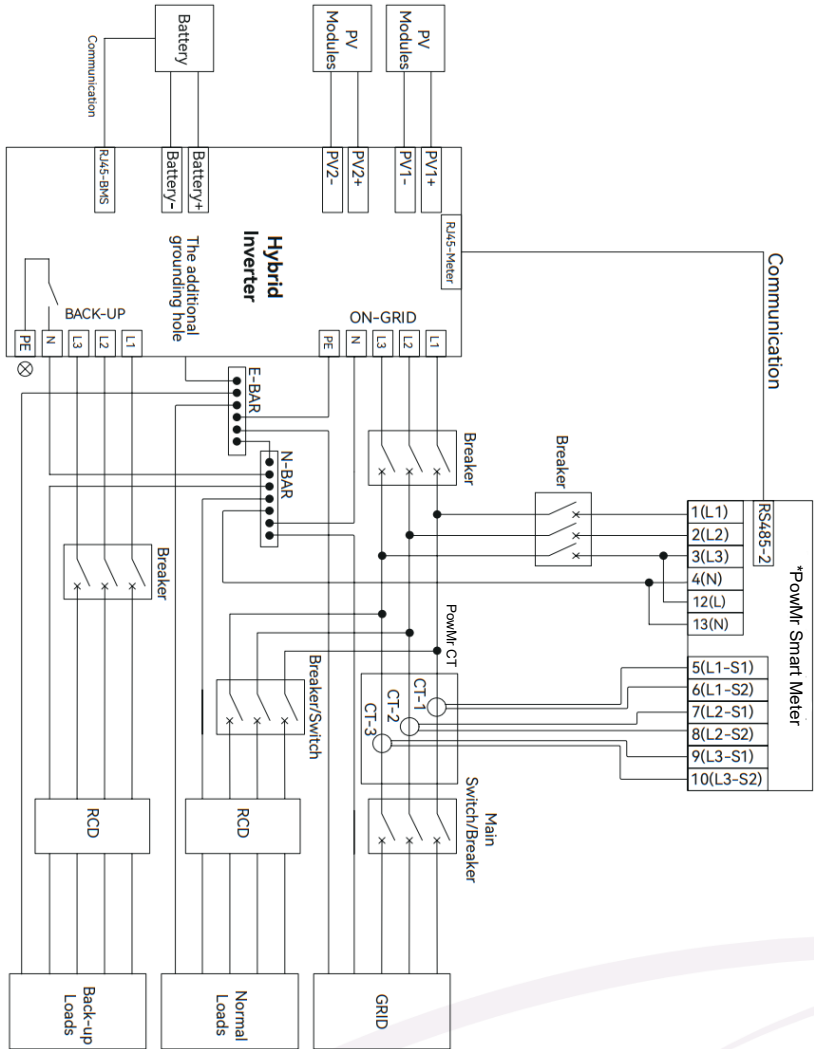 Battery
Communication
PV
Modules
PV
Modules
RJ45-BMS
Battery-
Battery+
PV2-
PV2+
PV1-
PV1+
RJ45-Meter
Communication
Hybrid
Inverter
The additional
grounding hole
BACK-UP
ON-GRID
PE
N
L3
L2
L1
PE
N
L3
L2
L1
E-BAR
N-BAR
Breaker
Breaker
Breaker
RS485-2
*PowMr Smart Meter
1(L1)
2(L2)
3(L3)
4(N)
12(L)
13(N)
5(L1-S1)
6(L1-S2)
7(L2-S1)
8(L2-S2)
9(L3-S1)
10(L3-S2)
PowMr CT
CT-1
CT-2
CT-3
Breaker/Switch
Main
Switch/Breaker
RCD
RCD
Back-up
Loads
Normal
Loads
GRID